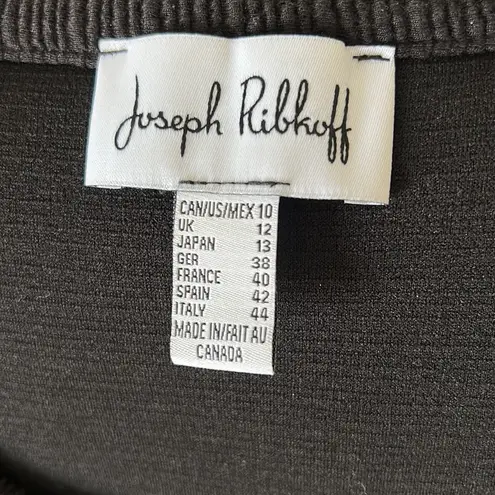 Joseph Ribkoff
CAN/US/MEX 10
UK 12
JAPAN 13
GER 38
FRANCE 40
SPAIN 42
ITALY 44
MADE IN/FAIT AU
CANADA